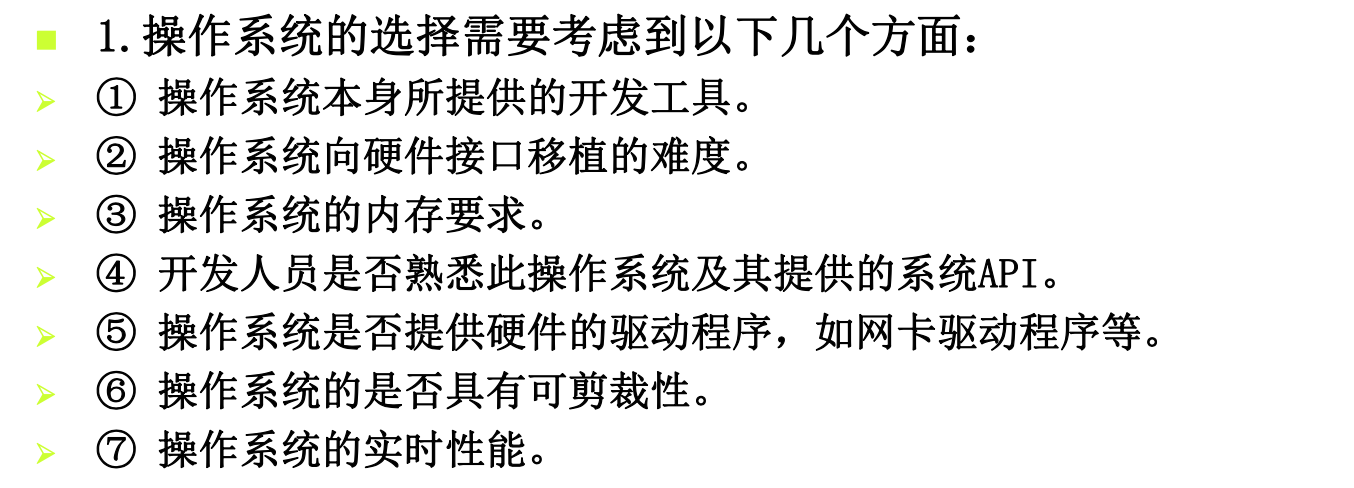 1.操作系统的选择需要考虑到以下几个方面：
① 操作系统本身所提供的开发工具。
② 操作系统向硬件接口移植的难度。
③ 操作系统的内存要求。
④ 开发人员是否熟悉此操作系统及其提供的系统API。
⑤ 操作系统是否提供硬件的驱动程序，如网卡驱动程序等。
⑥ 操作系统的是否具有可剪裁性。
⑦ 操作系统的实时性能。